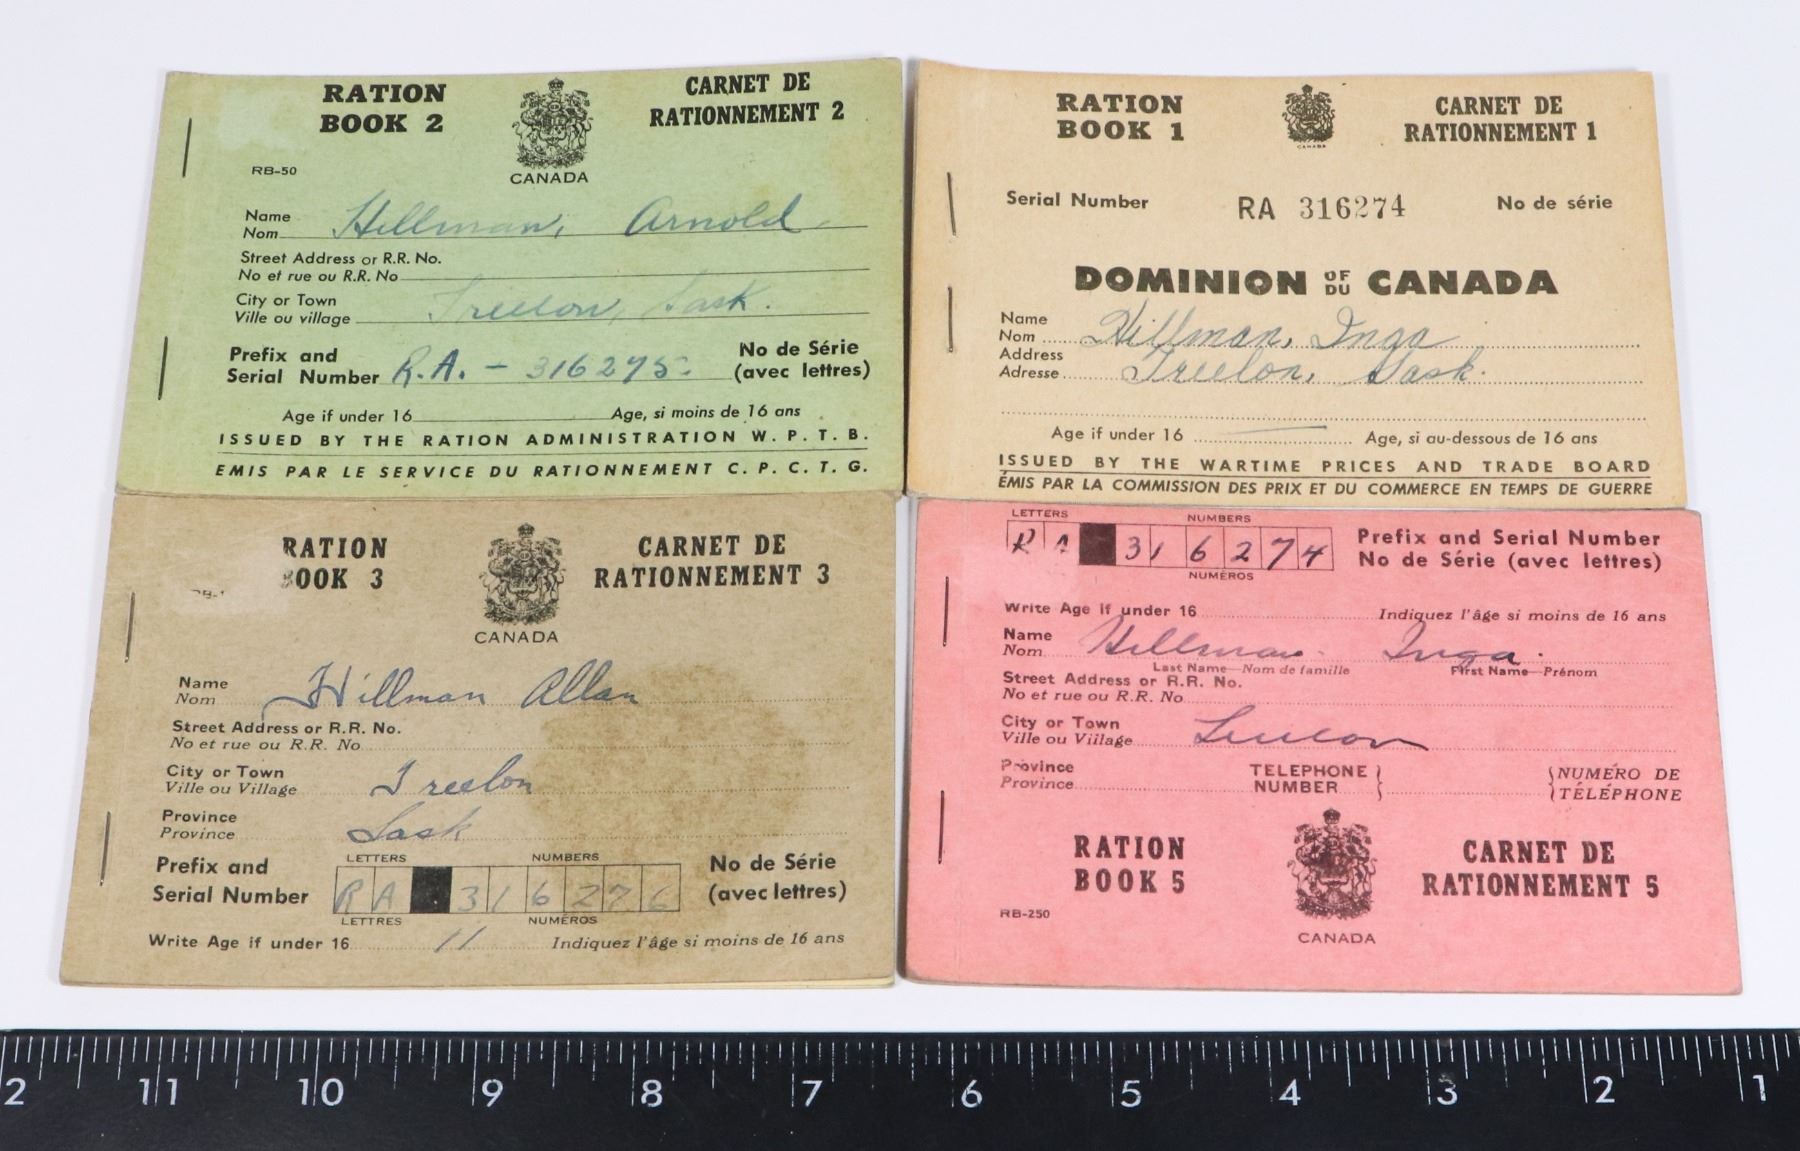 RATION BOOK 2
CARNET DE RATIONNEMENT 2
CANADA
RB-50
Name Hillman, Arnold
Nom
Street Address or R.R. No.
No et rue ou R.R. No
City or Town Treelon, Sask.
Ville ou village
Prefix and Serial Number R.A. - 316275 No de Série (avec lettres)
Age if under 16 Age, si moins de 16 ans
ISSUED BY THE RATION ADMINISTRATION W. P. T. B.
EMIS PAR LE SERVICE DU RATIONNEMENT C. P. C. T. G.
RATION BOOK 1
CARNET DE RATIONNEMENT 1
CANADA
Serial Number RA 316274 No de série
DOMINION OF DU CANADA
Name
Nom Hillman, Inga
Address
Adresse Treelon, Sask.
Age if under 16 Age, si au-dessous de 16 ans
ISSUED BY THE WARTIME PRICES AND TRADE BOARD
ÉMIS PAR LA COMMISSION DES PRIX ET DU COMMERCE EN TEMPS DE GUERRE
RATION BOOK 3
CARNET DE RATIONNEMENT 3
CANADA
Name Hillman Allan
Nom
Street Address or R.R. No.
No et rue ou R.R. No
City or Town Treelon
Ville ou Village
Province Sask
Province
Prefix and Serial Number
LETTERS NUMBERS
RA 316276
LETTRES NUMÉROS
No de Série (avec lettres)
Write Age if under 16 11 Indiquez l'âge si moins de 16 ans
LETTERS NUMBERS
RA 316274
NUMÉROS
Prefix and Serial Number
No de Série (avec lettres)
Write Age if under 16 Indiquez l'âge si moins de 16 ans
Name Hillman Inga.
Nom
Last Name—Nom de famille First Name—Prénom
Street Address or R.R. No.
No et rue ou R.R. No
City or Town
Ville ou Village
Province TELEPHONE NUMBER NUMÉRO DE TÉLÉPHONE
Province
RATION BOOK 5
CARNET DE RATIONNEMENT 5
RB-250
CANADA
2 11 10 9 8 7 6 5 4 3 2 1